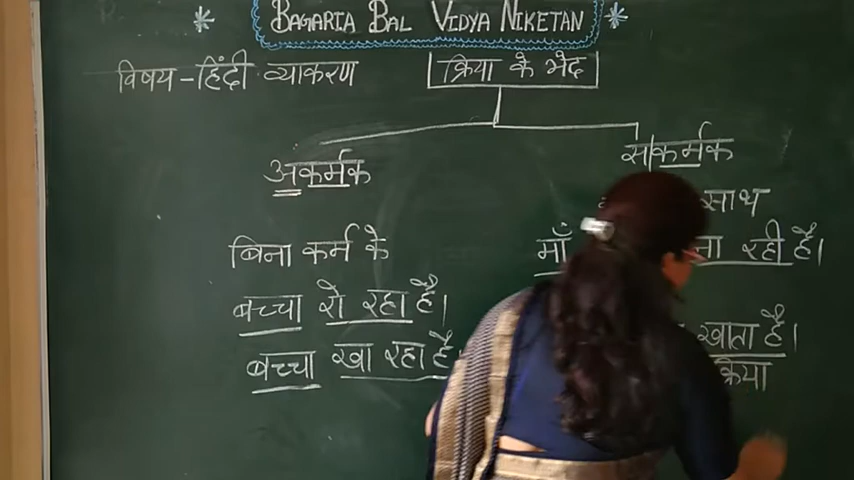 BAGARIA BAL VIDYA NIKETAN
विषय - हिंदी व्याकरण
क्रिया के भेद
अकर्मक
सकर्मक
बिना कर्म के
साथ
बच्चा रो रहा है।
माँ ना रही है।
बच्चा खा रहा है
खाता है।
क्रिया